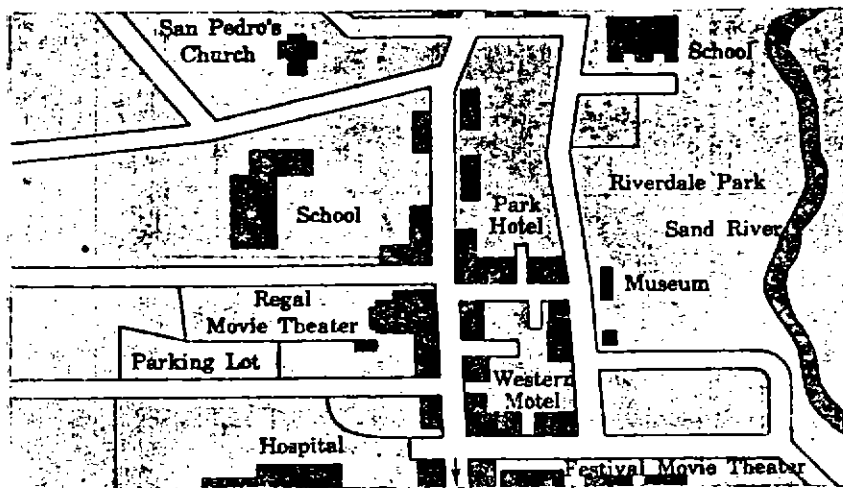 San Pedro's
Church
School
Riverdale Park
School
Park
Hotel
Sand River
Museum
Regal
Movie Theater
Parking Lot
Western
Motel
Hospital
Festival Movie Theater